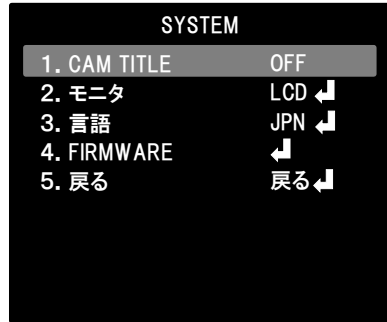 SYSTEM
1. CAM TITLE OFF
2. モニタ LCD ↲
3. 言語 JPN ↲
4. FIRMWARE ↲
5. 戻る 戻る↲